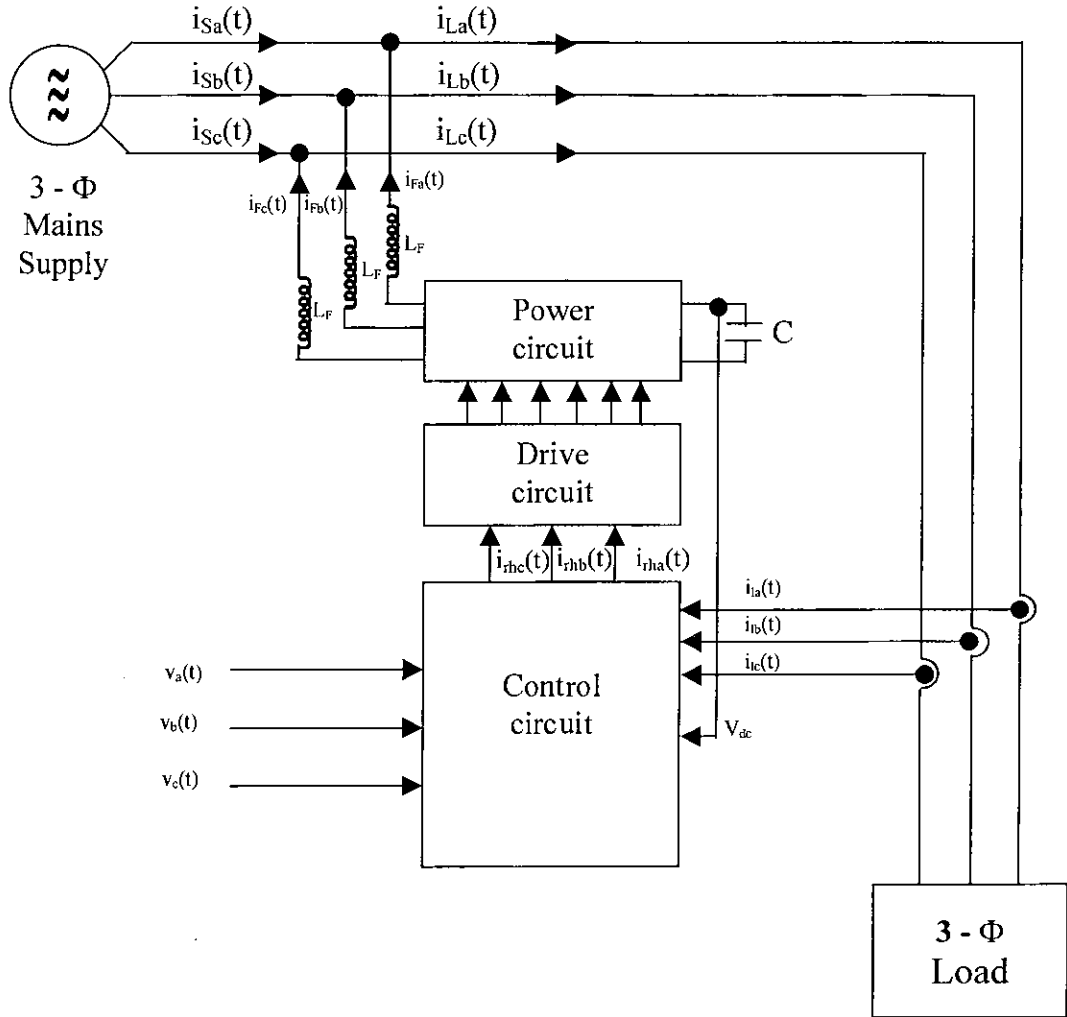 i_Sa(t) i_La(t)
i_Sb(t) i_Lb(t)
i_Sc(t) i_Lc(t)
3 - Φ
Mains
Supply
i_Fc(t) i_Fb(t) i_Fa(t)
L_F
L_F
L_F
Power
circuit
C
Drive
circuit
i_rhc(t) i_rhb(t) i_rha(t)
i_la(t)
i_lb(t)
i_lc(t)
v_a(t)
v_b(t)
v_c(t)
Control
circuit
V_dc
3 - Φ
Load